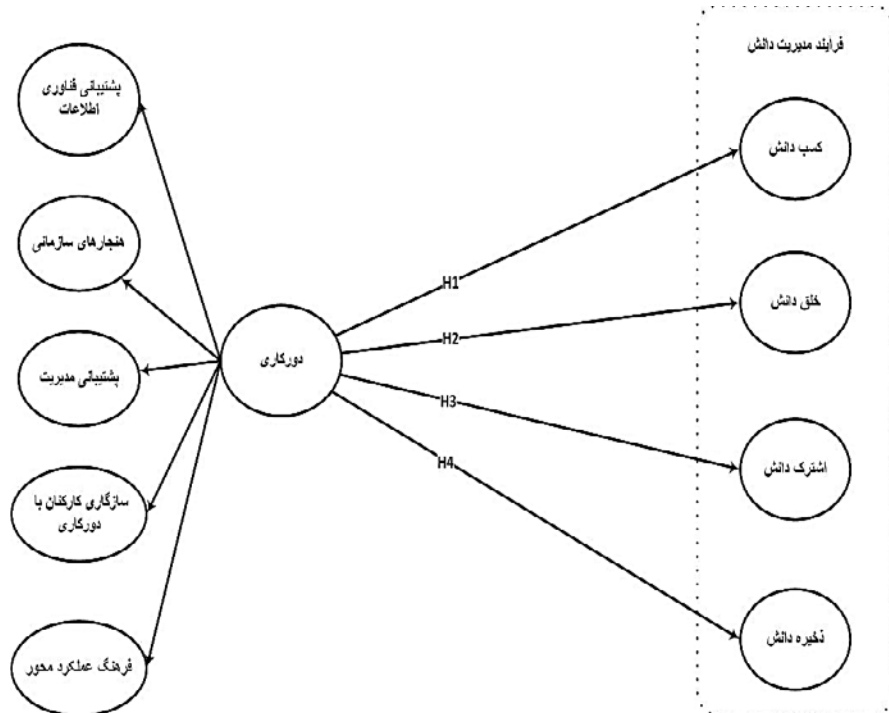 فرایند مدیریت دانش
پشتیبانی فناوری
اطلاعات
کسب دانش
هنجارهای سازمانی
H1
خلق دانش
H2
دورکاری
پشتیبانی مدیریت
H3
H4
اشترک دانش
سازگاری کارکنان با
دورکاری
ذخیره دانش
فرهنگ عملکرد محور